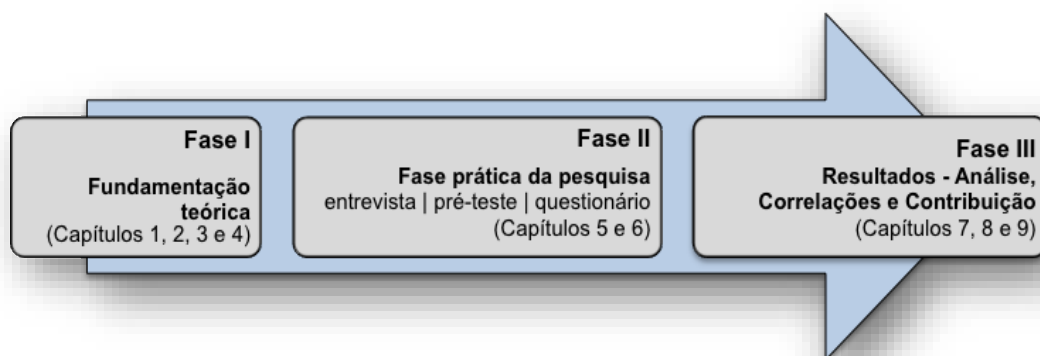 Fase I
Fundamentação
teórica
(Capítulos 1, 2, 3 e 4)
Fase II
Fase prática da pesquisa
entrevista | pré-teste | questionário
(Capítulos 5 e 6)
Fase III
Resultados - Análise,
Correlações e Contribuição
(Capítulos 7, 8 e 9)